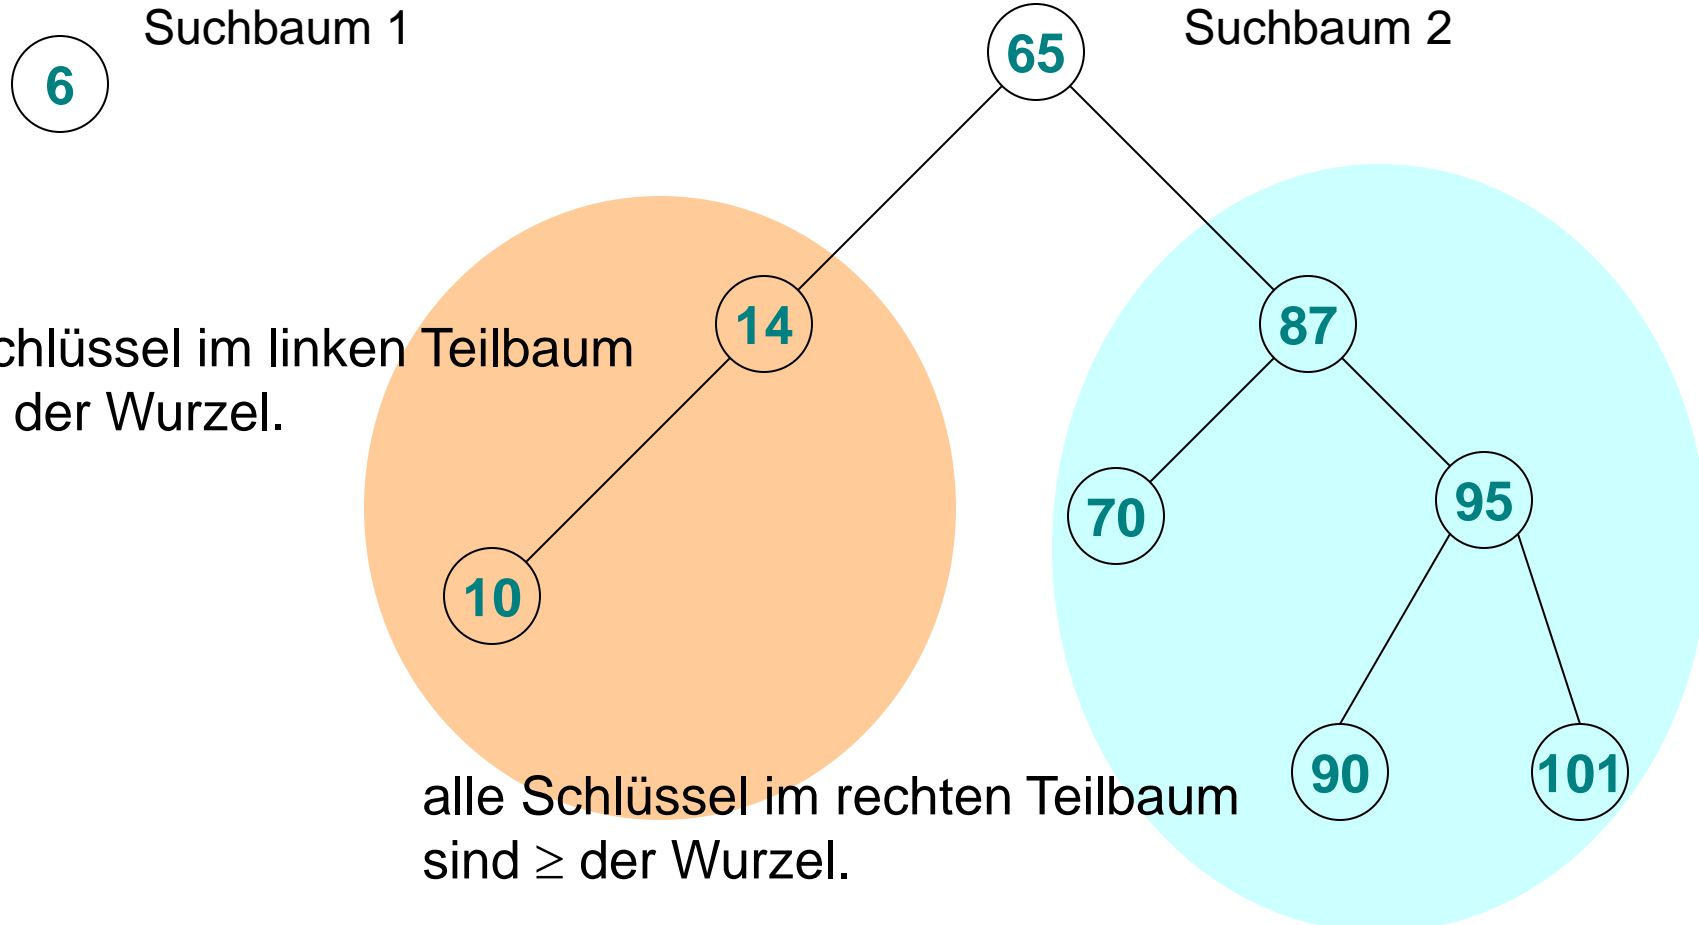 Suchbaum 1
Suchbaum 2
6
65
14
87
chlüssel im linken Teilbaum
der Wurzel.
70
95
10
90
101
alle Schlüssel im rechten Teilbaum
sind ≥ der Wurzel.